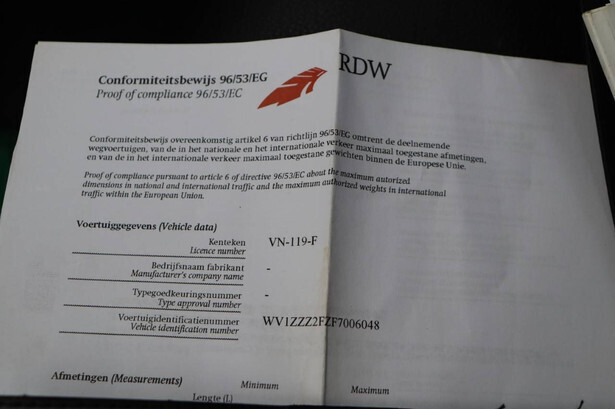 RDW
Conformiteitsbewijs 96/53/EG
Proof of compliance 96/53/EC
Conformiteitsbewijs overeenkomstig artikel 6 van richtlijn 96/53/EG omtrent de deelnemende
wegvoertuigen, van de in het nationale en het internationale verkeer maximaal toegestane afmetingen,
en van de in het internationale verkeer maximaal toegestane gewichten binnen de Europese Unie.
Proof of compliance pursuant to article 6 of directive 96/53/EC about the maximum autorized
dimensions in national and international traffic and the maximum authorized weights in international
traffic within the European Union.
Voertuiggegevens (Vehicle data)
Kenteken VN-119-F
Licence number
Bedrijfsnaam fabrikant -
Manufacturer's company name
Typegoedkeuringsnummer -
Type approval number
Voertuigidentificatienummer WV1ZZZ2FZF7006048
Vehicle identification number
Afmetingen (Measurements) Minimum Maximum
Lengte (L)